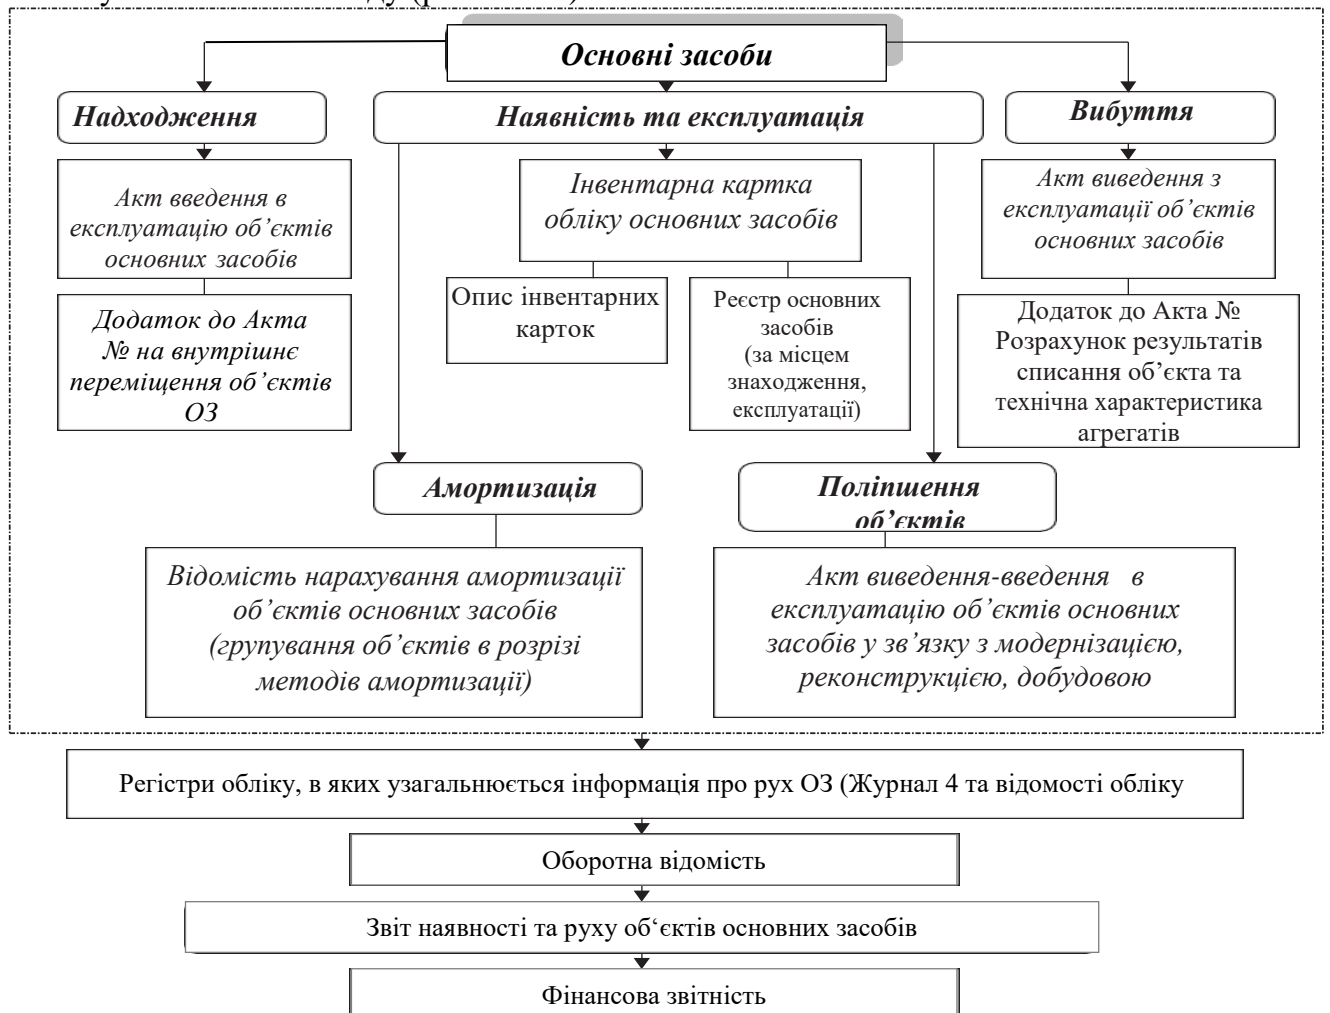 Основні засоби
Надходження
Наявність та експлуатація
Вибуття
Акт введення в
експлуатацію об’єктів
основних засобів
Додаток до Акта
№ на внутрішнє
переміщення об’єктів
ОЗ
Інвентарна картка
обліку основних засобів
Опис інвентарних
карток
Реєстр основних
засобів
(за місцем
знаходження,
експлуатації)
Акт виведення з
експлуатації об’єктів
основних засобів
Додаток до Акта №
Розрахунок результатів
списання об’єкта та
технічна характеристика
агрегатів
Амортизація
Поліпшення
об’єктів
Відомість нарахування амортизації
об’єктів основних засобів
(групування об’єктів в розрізі
методів амортизації)
Акт виведення-введення в
експлуатацію об’єктів основних
засобів у зв’язку з модернізацією,
реконструкцією, добудовою
Регістри обліку, в яких узагальнюється інформація про рух ОЗ (Журнал 4 та відомості обліку
Оборотна відомість
Звіт наявності та руху об‘єктів основних засобів
Фінансова звітність